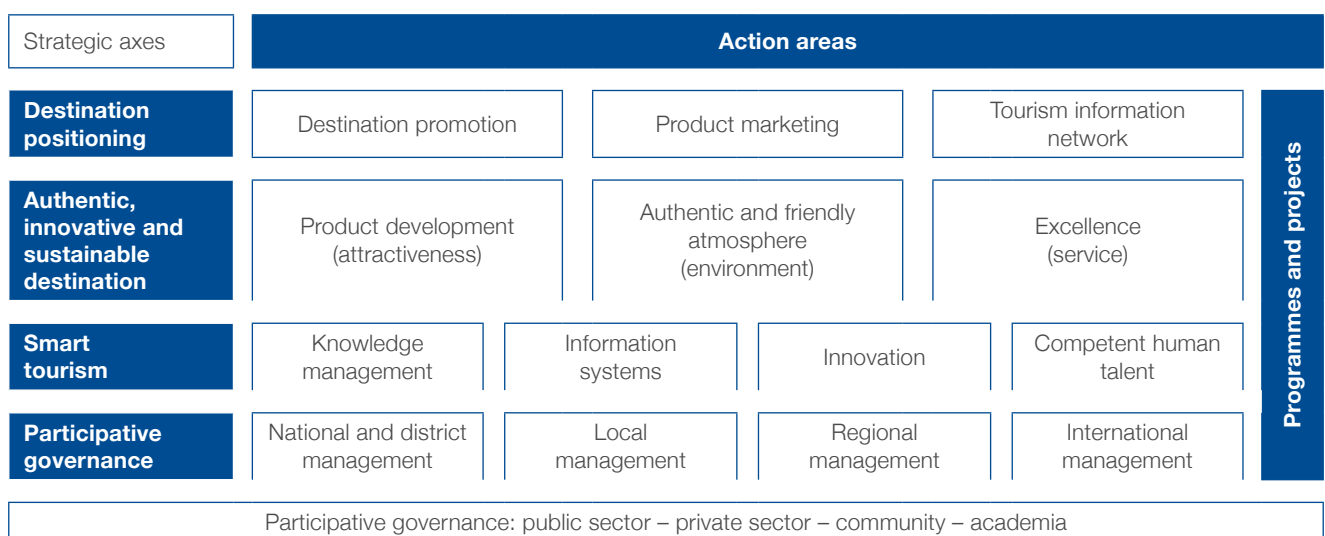 Strategic axes
Action areas
Destination
positioning
Destination promotion
Product marketing
Tourism information
network
Authentic,
innovative and
sustainable
destination
Product development
(attractiveness)
Authentic and friendly
atmosphere
(environment)
Excellence
(service)
Smart
tourism
Knowledge
management
Information
systems
Innovation
Competent human
talent
Participative
governance
National and district
management
Local
management
Regional
management
International
management
Programmes and projects
Participative governance: public sector – private sector – community – academia